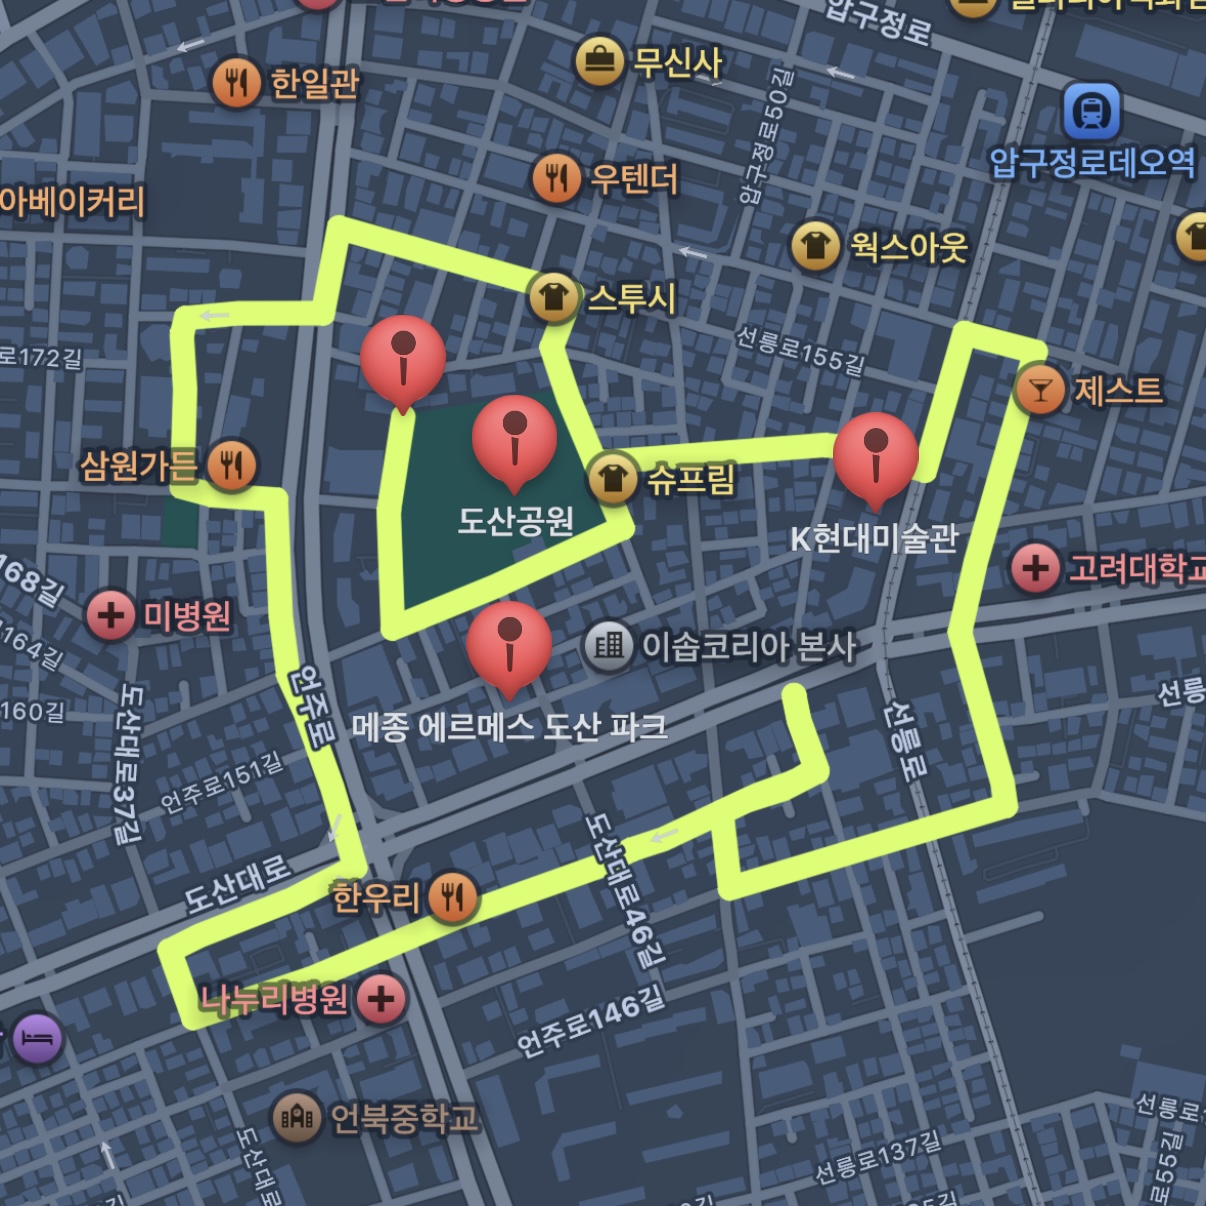 압구정로
무신사
한일관
압구정로50길
압구정로데오역
우텐더
아베이커리
웍스아웃
스투시
선릉로155길
로172길
제스트
삼원가든
슈프림
도산공원
K현대미술관
168길
고려대학교
미병원
164길
이솝코리아 본사
160길
언주로
메종 에르메스 도산 파크
선릉
선릉로
도산대로37길
언주로151길
도산대로
한우리
도산대로46길
나누리병원
언주로146길
언북중학교
선릉로
도산대로
선릉로137길
로55길